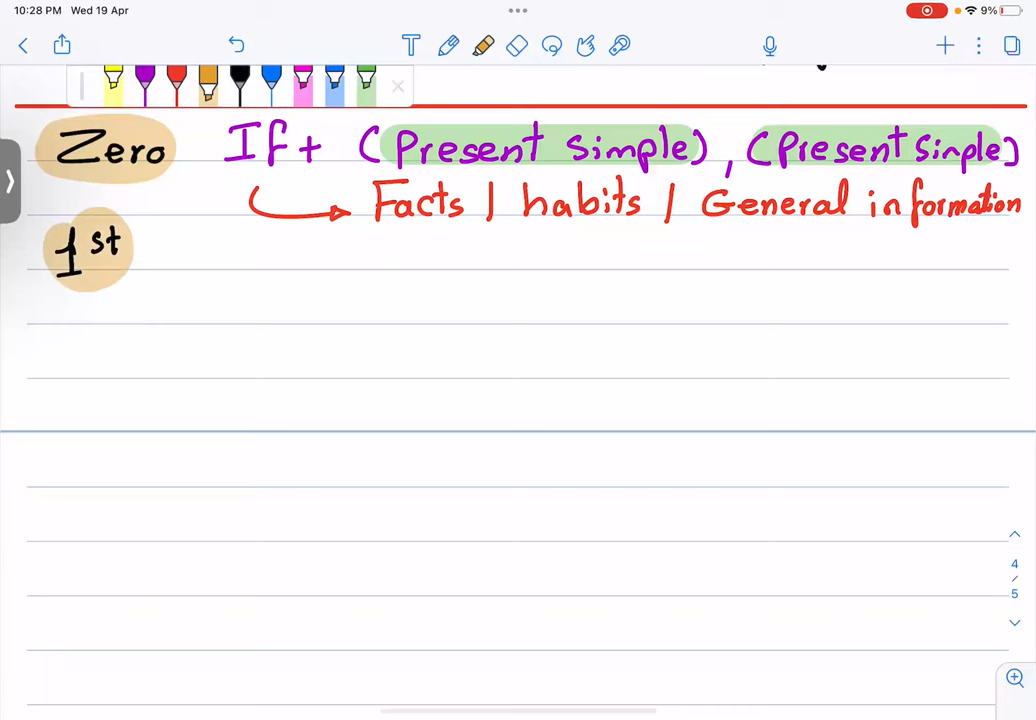 10:28 PM Wed 19 Apr
9%
T
Zero If + (Present simple), (Present simple)
Facts | habits | General information
1st
4
5